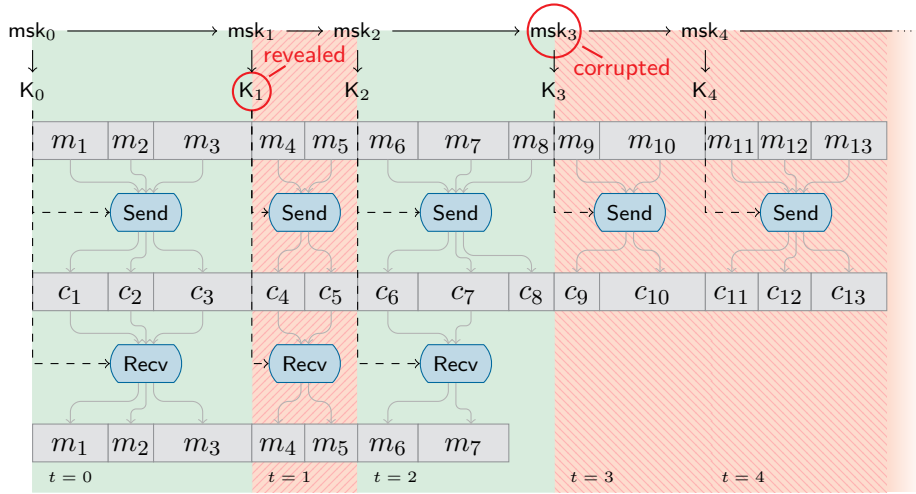 msk0 msk1 msk2 msk3 msk4 ...
revealed
corrupted
K0 K1 K2 K3 K4
m1 m2 m3 m4 m5 m6 m7 m8 m9 m10 m11 m12 m13
Send Send Send Send Send
c1 c2 c3 c4 c5 c6 c7 c8 c9 c10 c11 c12 c13
Recv Recv Recv
m1 m2 m3 m4 m5 m6 m7
t = 0 t = 1 t = 2 t = 3 t = 4